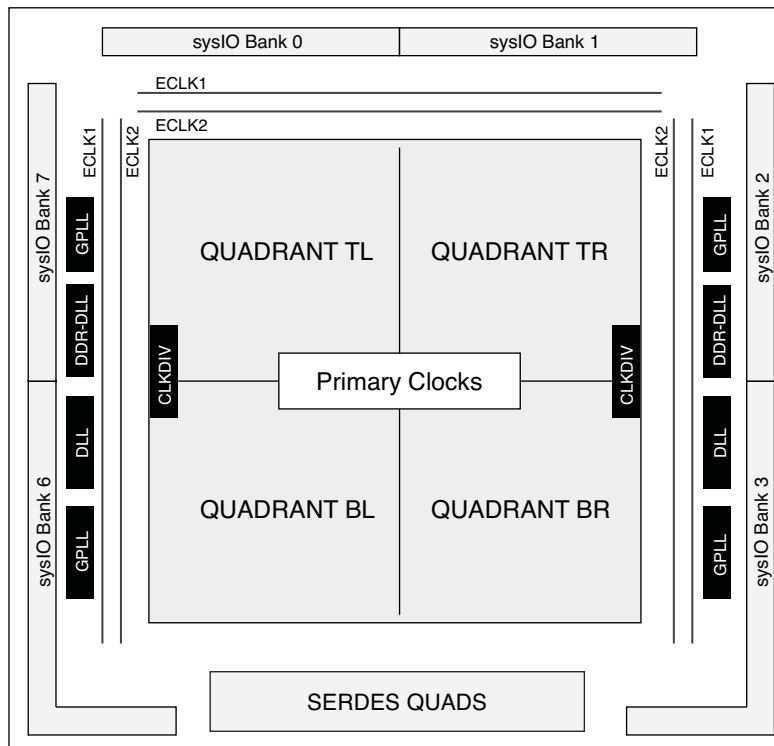 sysIO Bank 0
sysIO Bank 1
ECLK1
ECLK2
sysIO Bank 7
ECLK1
ECLK2
ECLK2
ECLK1
sysIO Bank 2
GPLL
QUADRANT TL
QUADRANT TR
GPLL
DDR-DLL
DDR-DLL
CLKDIV
Primary Clocks
CLKDIV
DLL
DLL
sysIO Bank 6
GPLL
QUADRANT BL
QUADRANT BR
GPLL
sysIO Bank 3
SERDES QUADS